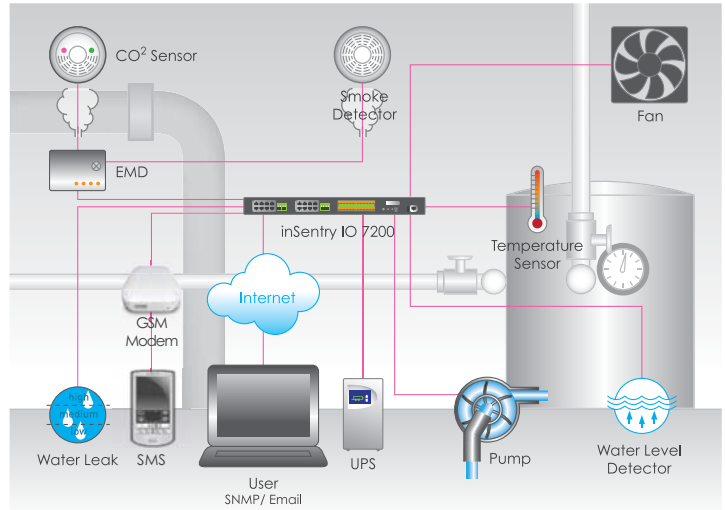 CO² Sensor
Smoke
Detector
Fan
EMD
inSentry IO 7200
Temperature
Sensor
Internet
GSM
Modem
high
medium
low
Water Leak
SMS
User
SNMP/ Email
UPS
Pump
Water Level
Detector